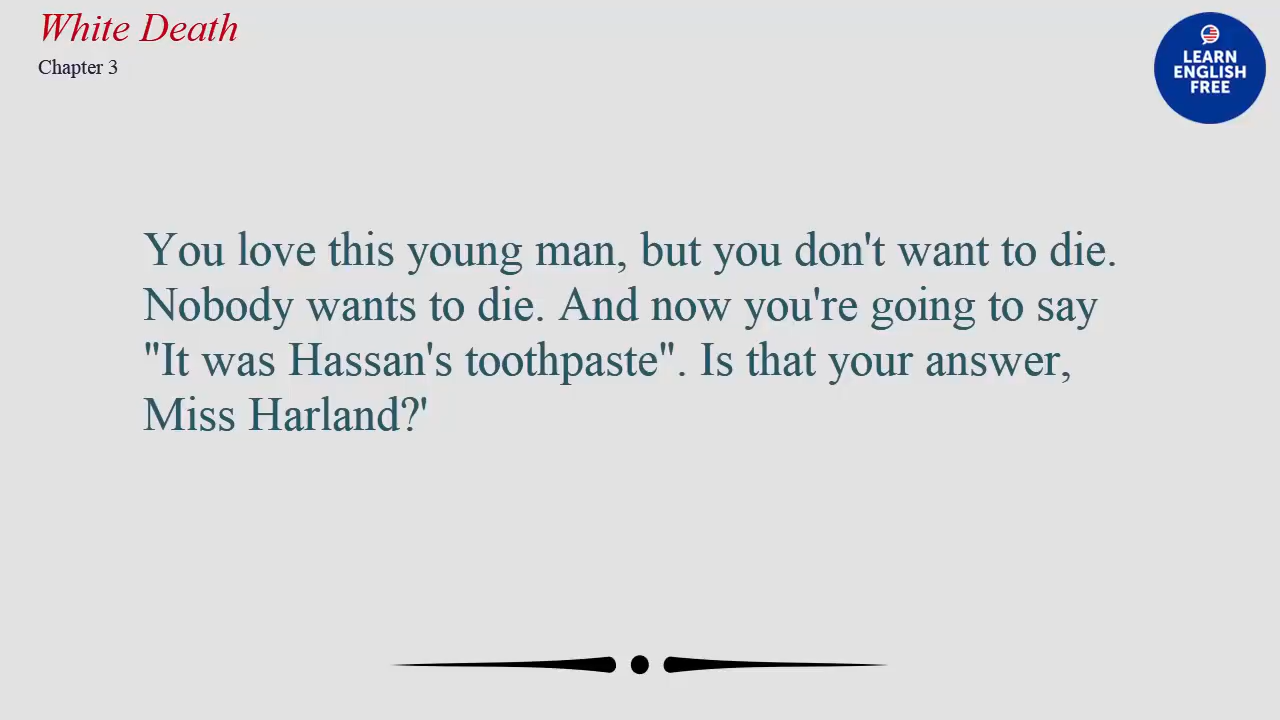 White Death
Chapter 3
LEARN
ENGLISH
FREE
You love this young man, but you don't want to die.
Nobody wants to die. And now you're going to say
"It was Hassan's toothpaste". Is that your answer,
Miss Harland?'